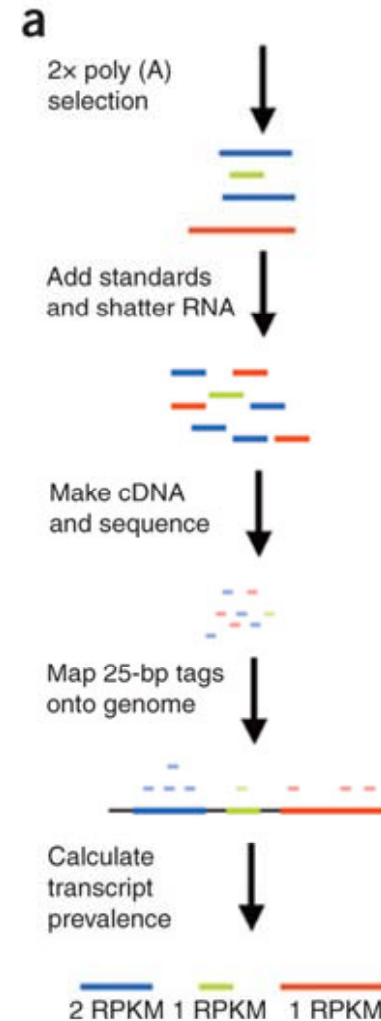 a
2× poly (A)
selection
Add standards
and shatter RNA
Make cDNA
and sequence
Map 25-bp tags
onto genome
Calculate
transcript
prevalence
2 RPKM 1 RPKM 1 RPKM